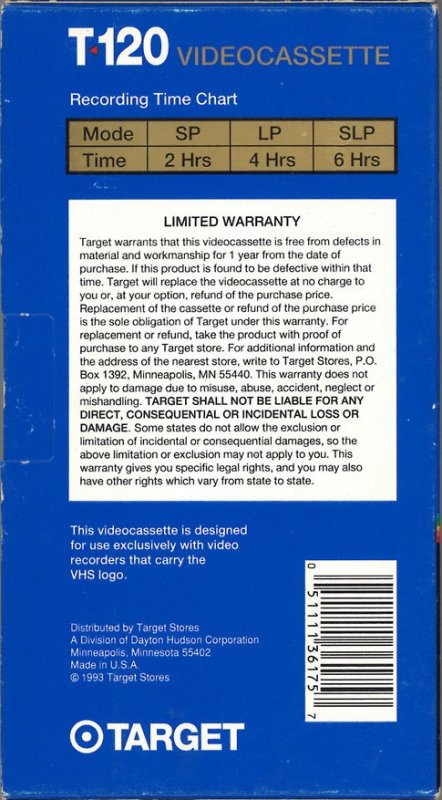 T-120 VIDEOCASSETTE
Recording Time Chart
Mode SP LP SLP
Time 2 Hrs 4 Hrs 6 Hrs
LIMITED WARRANTY
Target warrants that this videocassette is free from defects in
material and workmanship for 1 year from the date of
purchase. If this product is found to be defective within that
time. Target will replace the videocassette at no charge to
you or, at your option, refund of the purchase price.
Replacement of the cassette or refund of the purchase price
is the sole obligation of Target under this warranty. For
replacement or refund, take the product with proof of
purchase to any Target store. For additional information and
the address of the nearest store, write to Target Stores, P.O.
Box 1392, Minneapolis, MN 55440. This warranty does not
apply to damage due to misuse, abuse, accident, neglect or
mishandling. TARGET SHALL NOT BE LIABLE FOR ANY
DIRECT, CONSEQUENTIAL OR INCIDENTAL LOSS OR
DAMAGE. Some states do not allow the exclusion or
limitation of incidental or consequential damages, so the
above limitation or exclusion may not apply to you. This
warranty gives you specific legal rights, and you may also
have other rights which vary from state to state.
This videocassette is designed
for use exclusively with video
recorders that carry the
VHS logo.
Distributed by Target Stores
A Division of Dayton Hudson Corporation
Minneapolis, Minnesota 55402
Made in U.S.A.
© 1993 Target Stores
0 51111 36175 7
TARGET